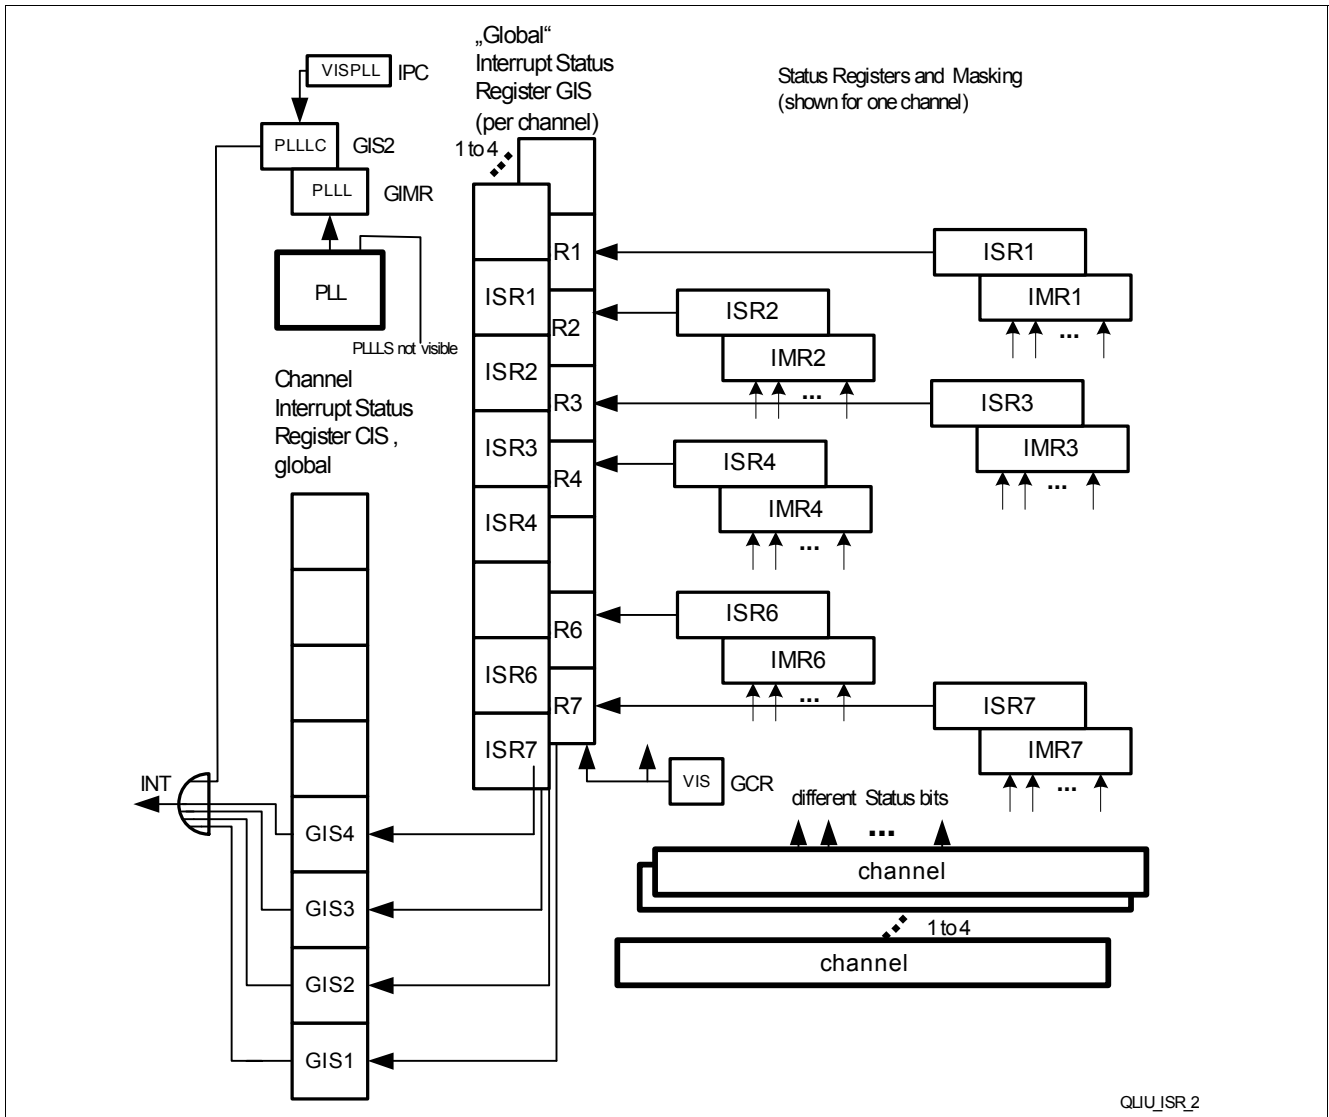 „Global“
Interrupt Status
Register GIS
(per channel)
1 to 4
Status Registers and Masking
(shown for one channel)
VISPLL IPC
PLLLC GIS2
PLLL GIMR
PLL
PLLLS not visible
Channel
Interrupt Status
Register CIS ,
global
R1
R2
R3
R4
R6
R7
ISR1
ISR2
ISR3
ISR4
ISR6
ISR7
ISR1
IMR1
...
ISR2
IMR2
...
ISR3
IMR3
...
ISR4
IMR4
...
ISR6
IMR6
...
ISR7
IMR7
...
VIS GCR
INT
GIS4
GIS3
GIS2
GIS1
different Status bits
...
channel
1 to 4
channel
QLIU_ISR_2